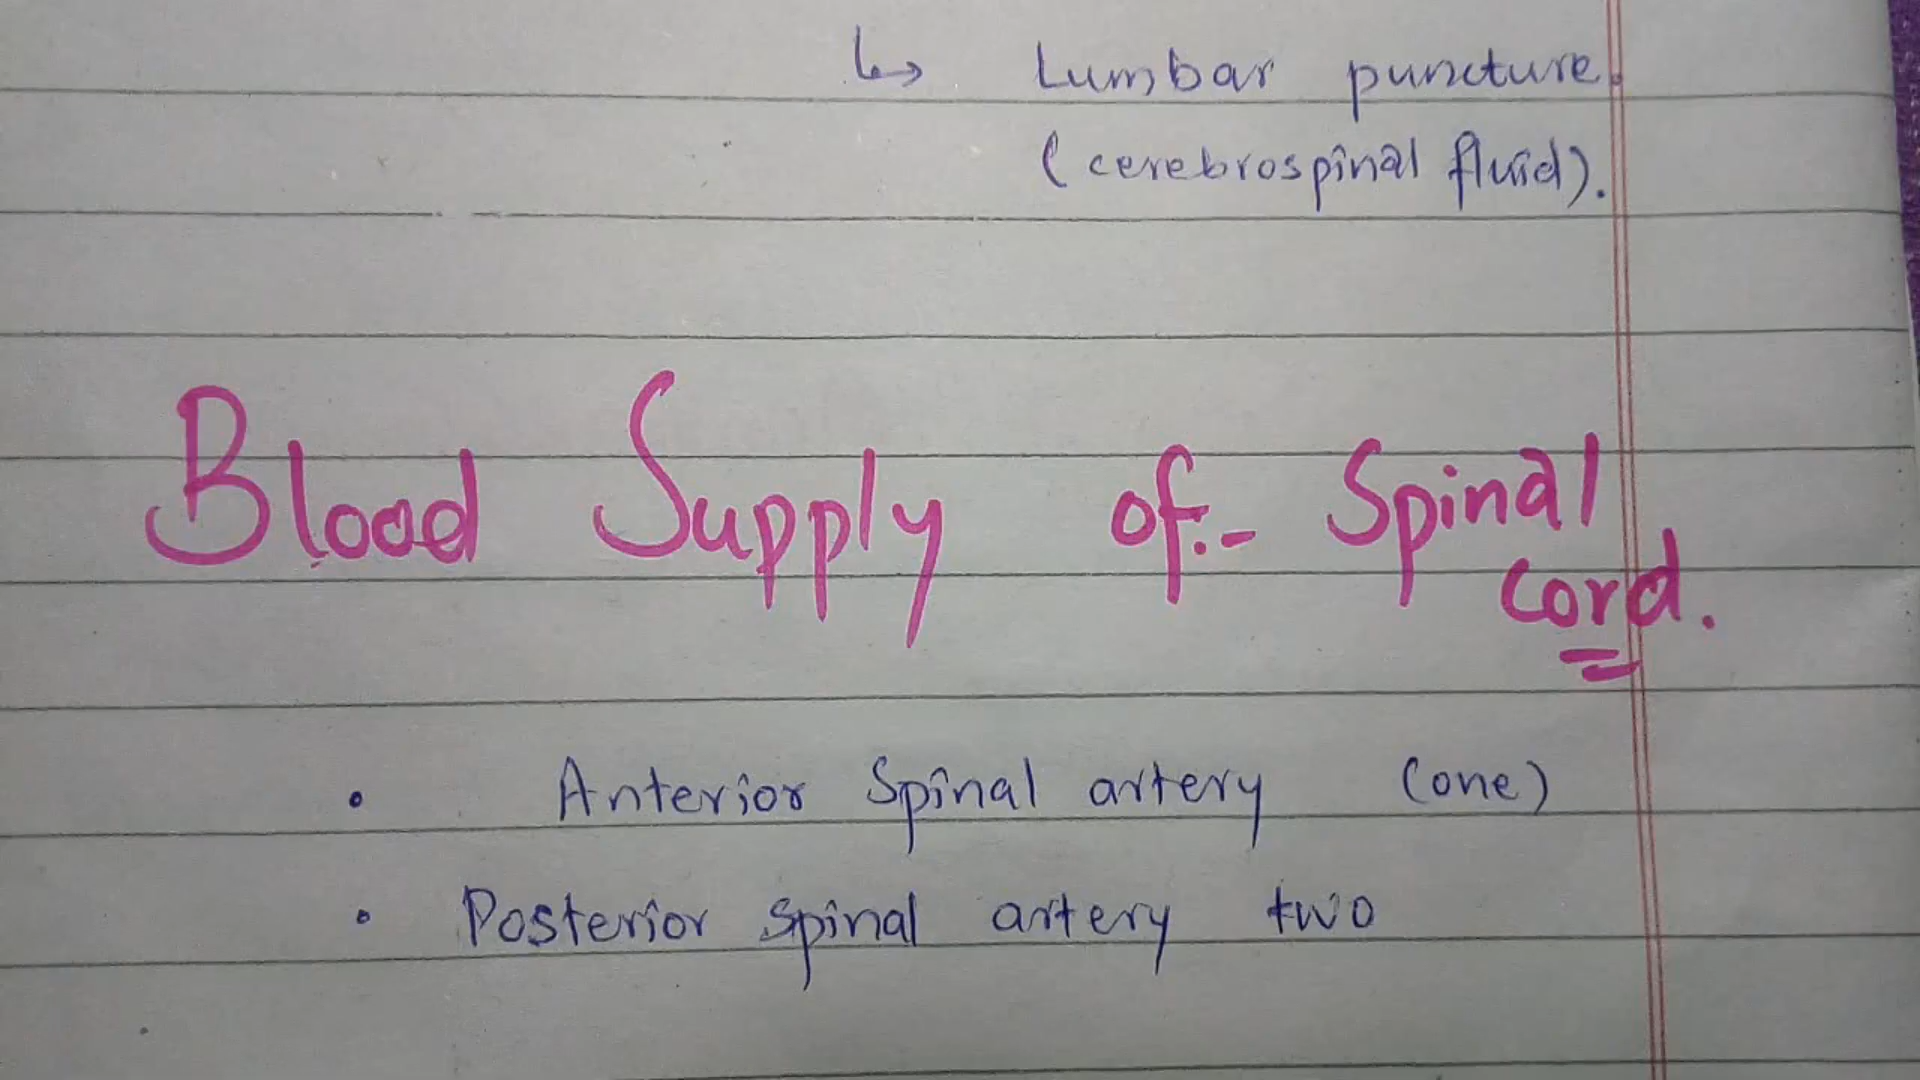 ↳ Lumbar puncture.
(cerebrospinal fluid).
Blood Supply of:- Spinal
cord.
• Anterior Spinal artery (one)
• Posterior spinal artery two